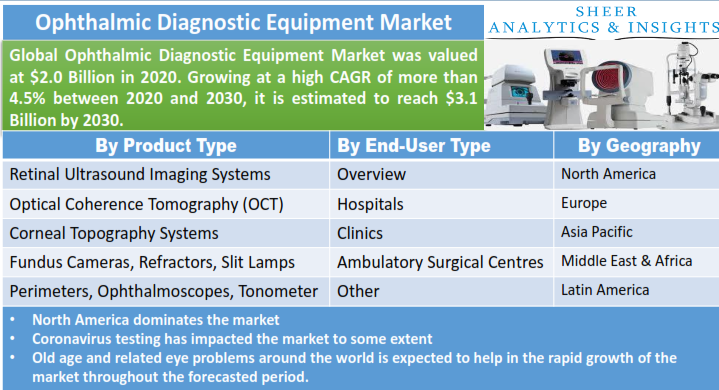 Ophthalmic Diagnostic Equipment Market
SHEER
ANALYTICS & INSIGHTS
Global Ophthalmic Diagnostic Equipment Market was valued
at $2.0 Billion in 2020. Growing at a high CAGR of more than
4.5% between 2020 and 2030, it is estimated to reach $3.1
Billion by 2030.
By Product Type
By End-User Type
By Geography
Retinal Ultrasound Imaging Systems
Overview
North America
Optical Coherence Tomography (OCT)
Hospitals
Europe
Corneal Topography Systems
Clinics
Asia Pacific
Fundus Cameras, Refractors, Slit Lamps
Ambulatory Surgical Centres
Middle East & Africa
Perimeters, Ophthalmoscopes, Tonometer
Other
Latin America
• North America dominates the market
• Coronavirus testing has impacted the market to some extent
• Old age and related eye problems around the world is expected to help in the rapid growth of the
market throughout the forecasted period.